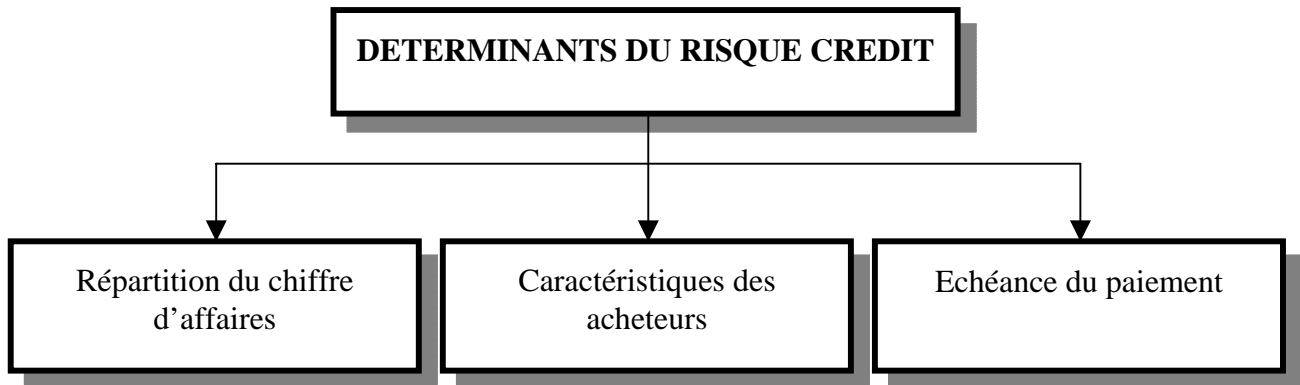 DETERMINANTS DU RISQUE CREDIT
Répartition du chiffre
d’affaires
Caractéristiques des
acheteurs
Echéance du paiement